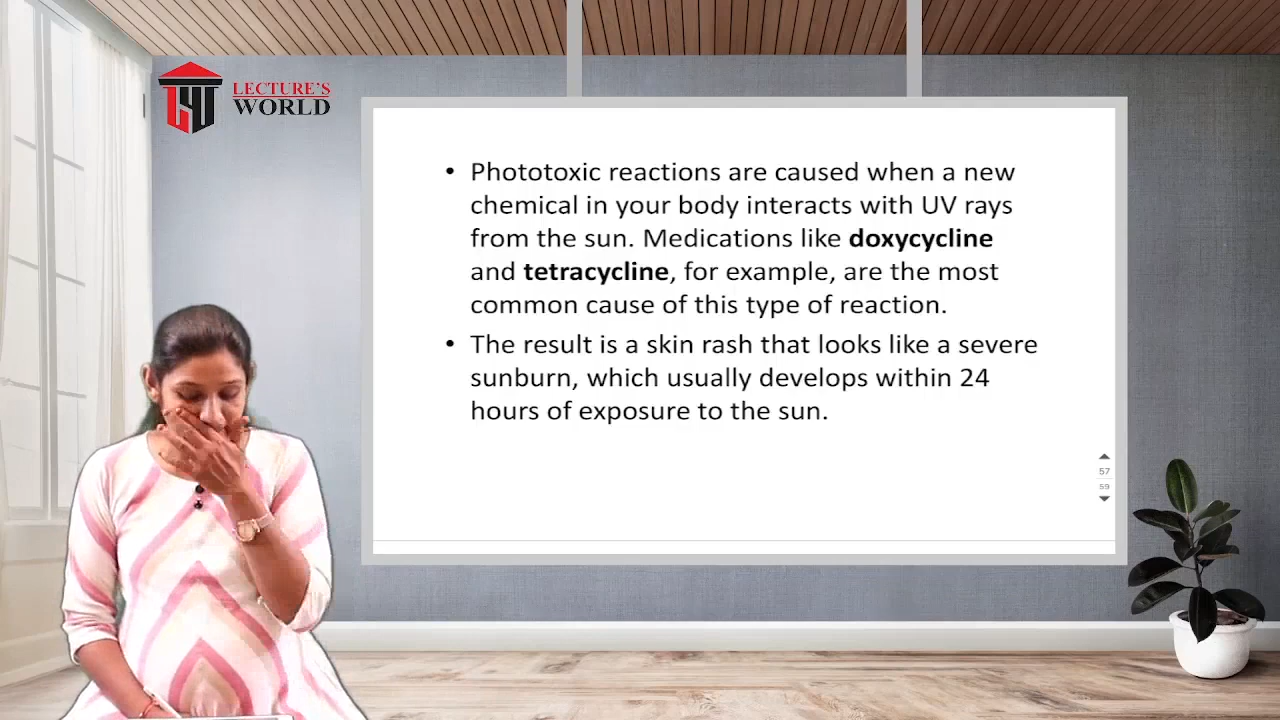 LECTURE'S
WORLD
• Phototoxic reactions are caused when a new
chemical in your body interacts with UV rays
from the sun. Medications like doxycycline
and tetracycline, for example, are the most
common cause of this type of reaction.
• The result is a skin rash that looks like a severe
sunburn, which usually develops within 24
hours of exposure to the sun.
57
59